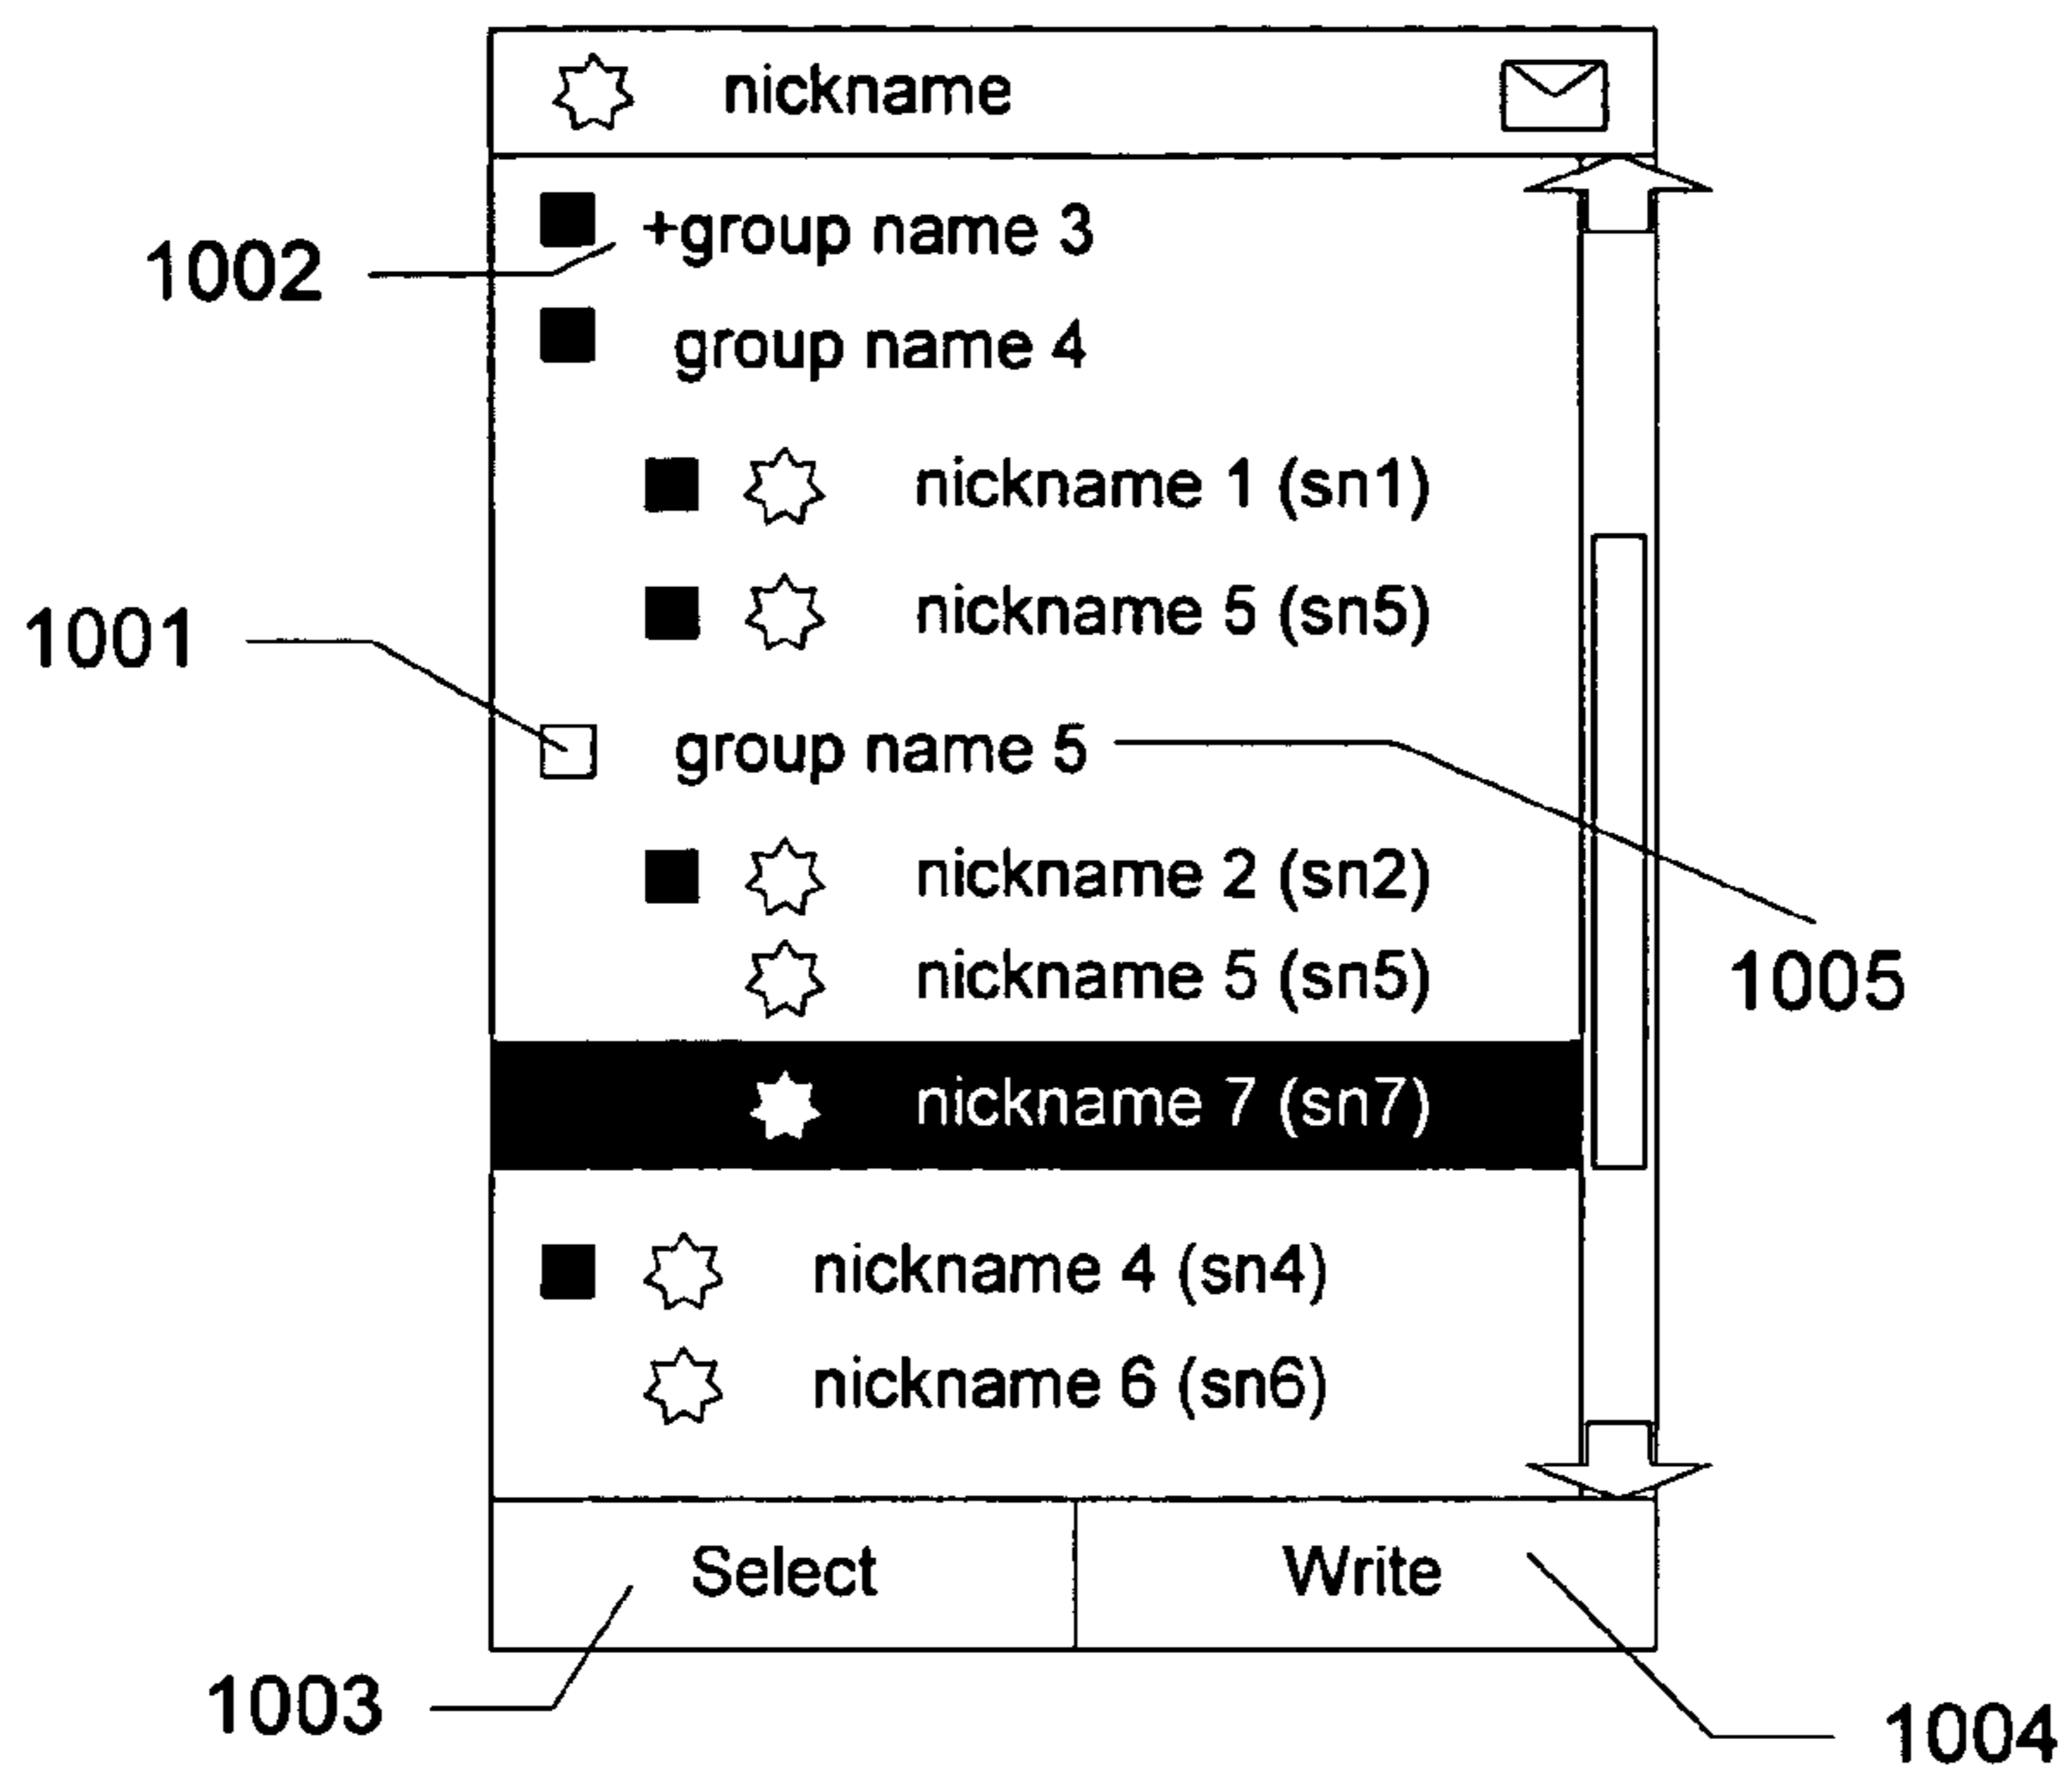 nickname
+group name 3
1002
group name 4
nickname 1 (sn1)
nickname 5 (sn5)
1001
group name 5
nickname 2 (sn2)
nickname 5 (sn5)
1005
nickname 7 (sn7)
nickname 4 (sn4)
nickname 6 (sn6)
Select
Write
1003
1004